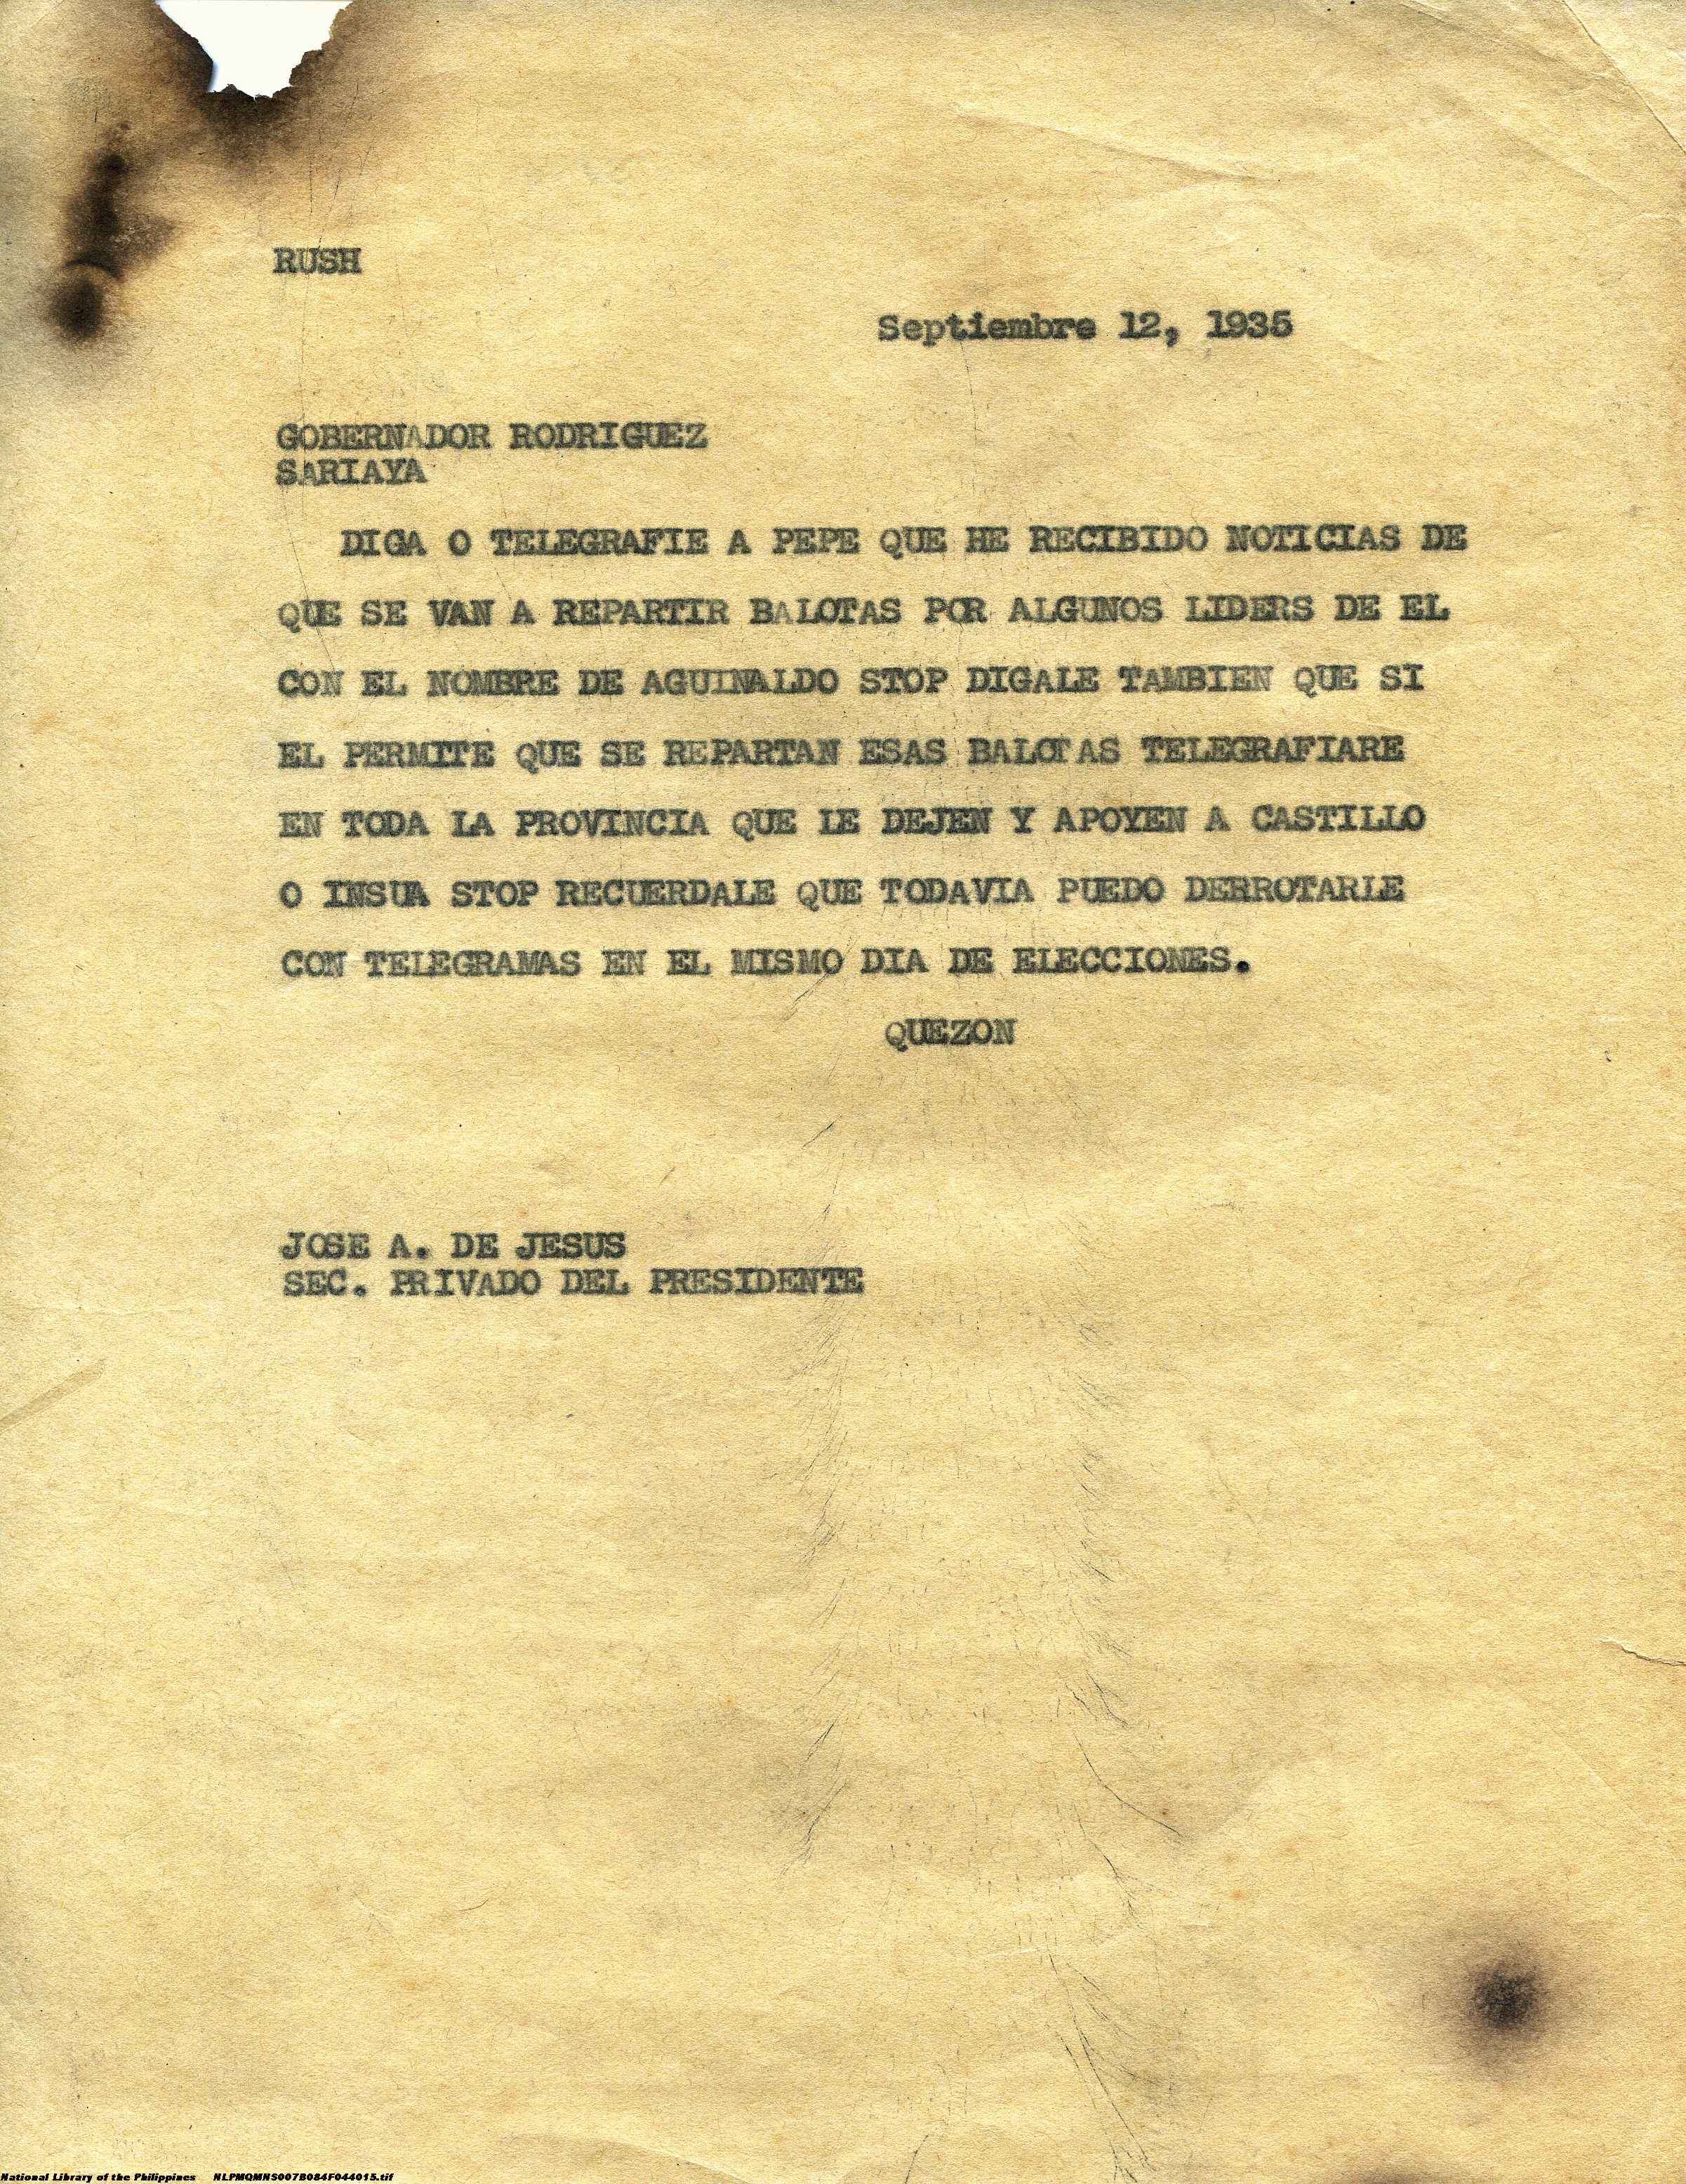 RUSH
Septiembre 12, 1935
GOBERNADOR RODRIGUEZ
SARIAYA
DIGA O TELEGRAFIE A PEPE QUE HE RECIBIDO NOTICIAS DE
QUE SE VAN A REPARTIR BALOTAS POR ALGUNOS LIDERS DE EL
CON EL NOMBRE DE AGUINALDO STOP DIGALE TAMBIEN QUE SI
EL PERMITE QUE SE REPARTAN ESAS BALOTAS TELEGRAFIARE
EN TODA LA PROVINCIA QUE LE DEJEN Y APOYEN A CASTILLO
O INSUA STOP RECUERDALE QUE TODAVIA PUEDO DERROTARLE
CON TELEGRAMAS EN EL MISMO DIA DE ELECCIONES.
QUEZON
JOSE A. DE JESUS
SEC. PRIVADO DEL PRESIDENTE
National Library of the Philippines NLPMQMNS007B084F044015.tif